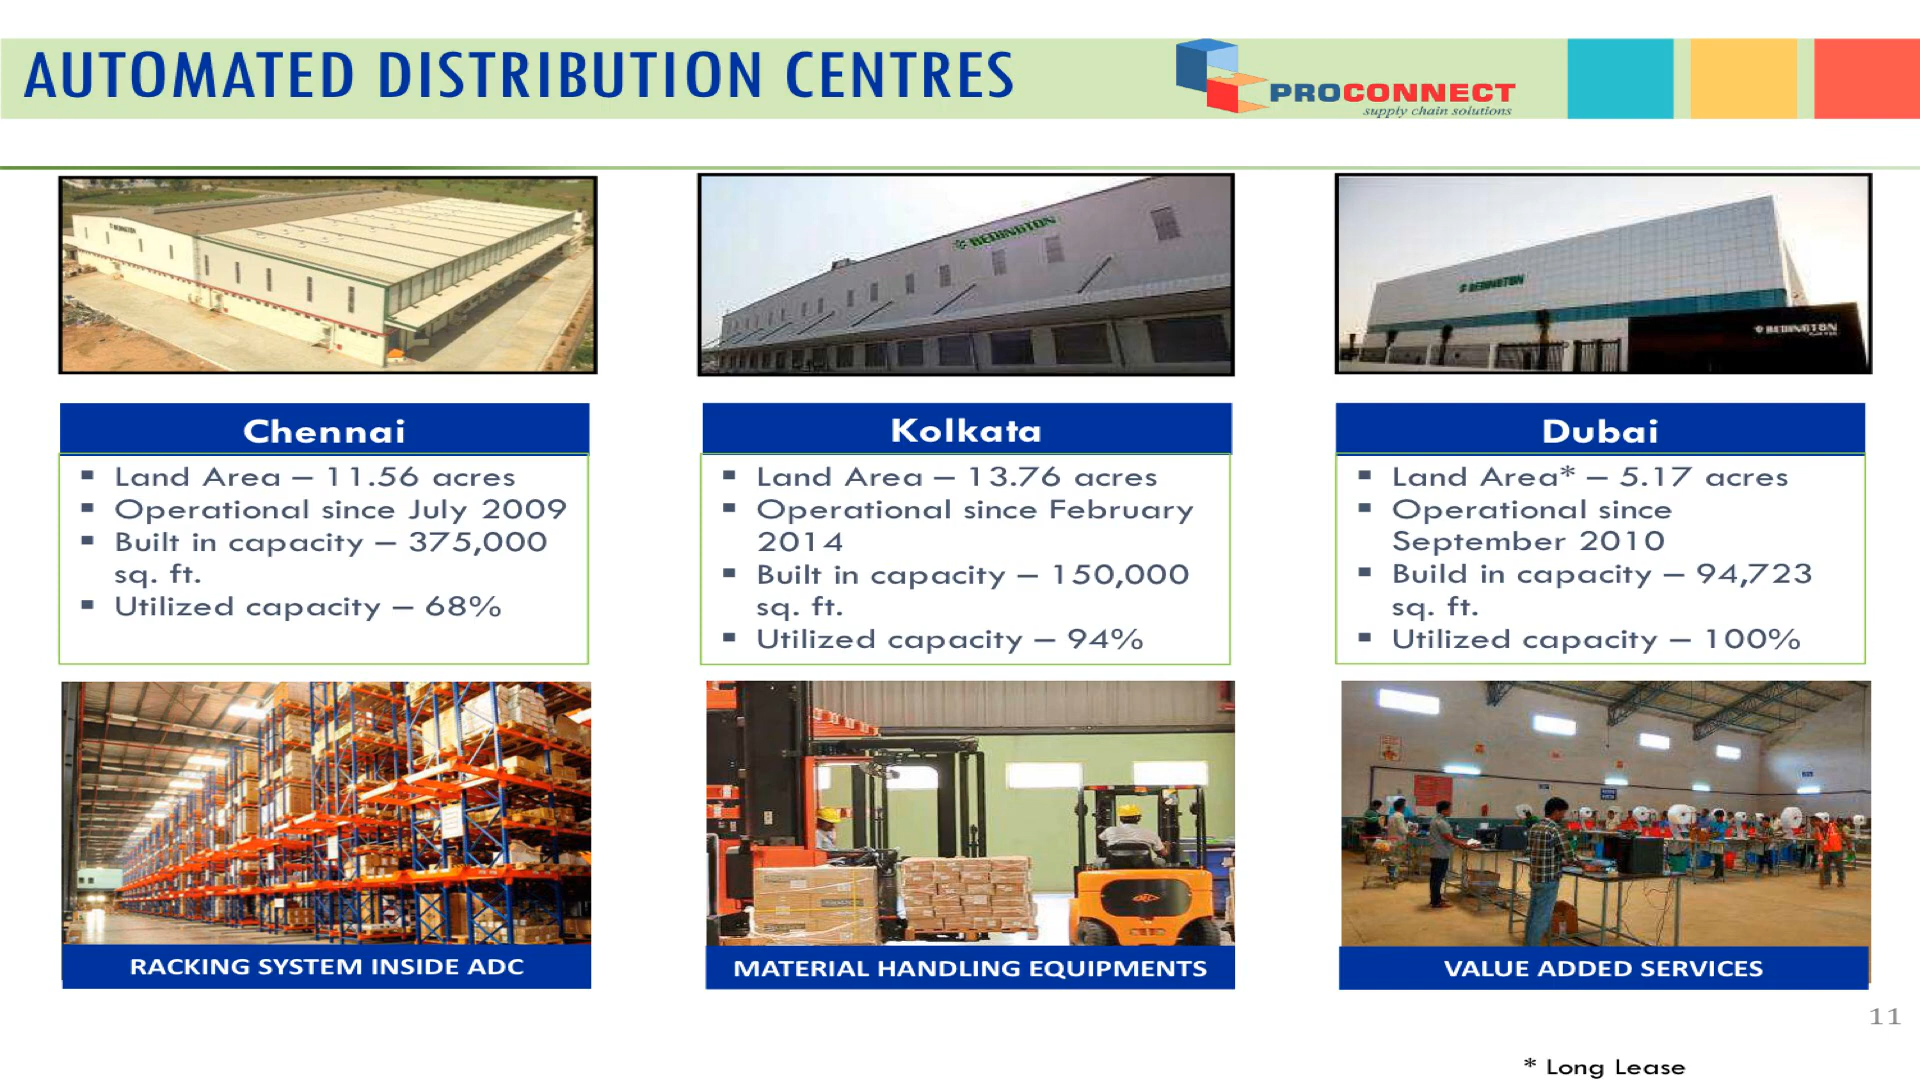 AUTOMATED DISTRIBUTION CENTRES
PROCONNECT
supply chain solutions
REDINGTON
REDINGTON
REDINGTON
REDINGTON
Chennai
▪ Land Area – 11.56 acres
▪ Operational since July 2009
▪ Built in capacity – 375,000
sq. ft.
▪ Utilized capacity – 68%
Kolkata
▪ Land Area – 13.76 acres
▪ Operational since February
2014
▪ Built in capacity – 150,000
sq. ft.
▪ Utilized capacity – 94%
Dubai
▪ Land Area* – 5.17 acres
▪ Operational since
September 2010
▪ Build in capacity – 94,723
sq. ft.
▪ Utilized capacity – 100%
RACKING SYSTEM INSIDE ADC
MATERIAL HANDLING EQUIPMENTS
VALUE ADDED SERVICES
11
* Long Lease